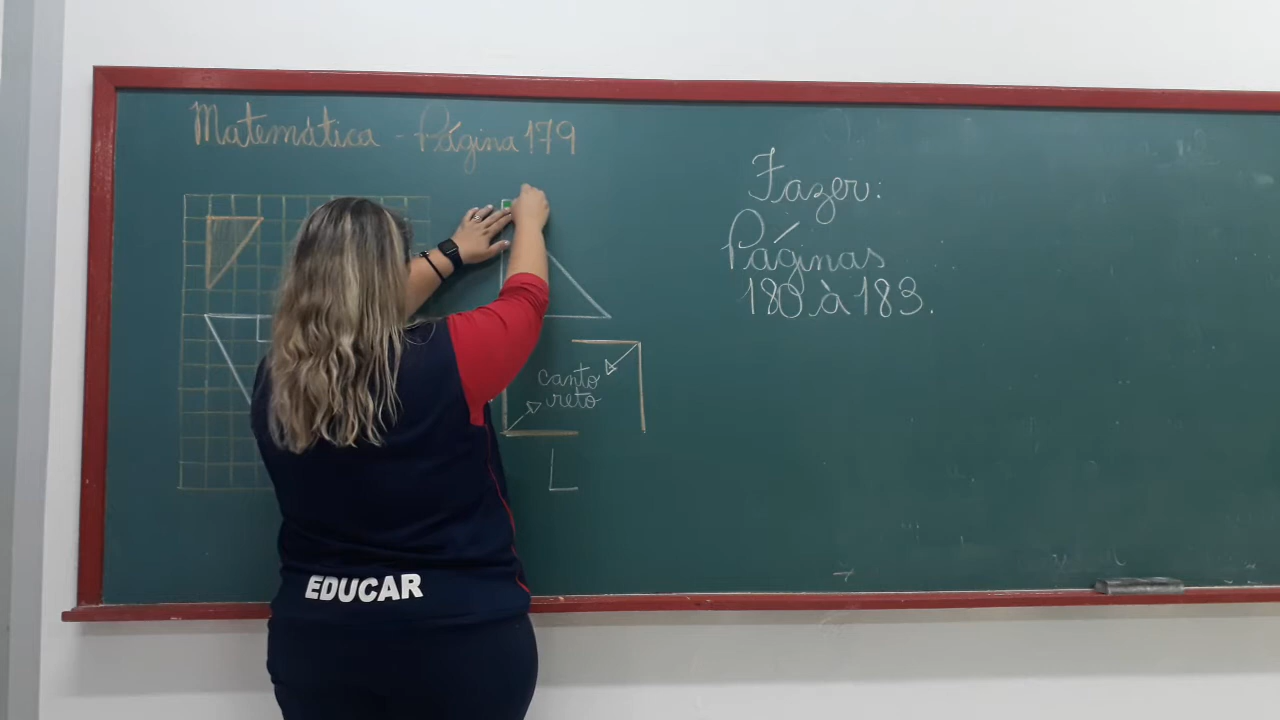 Matemática - Página 179
Fazer:
Páginas
180 à 183.
canto
reto
EDUCAR